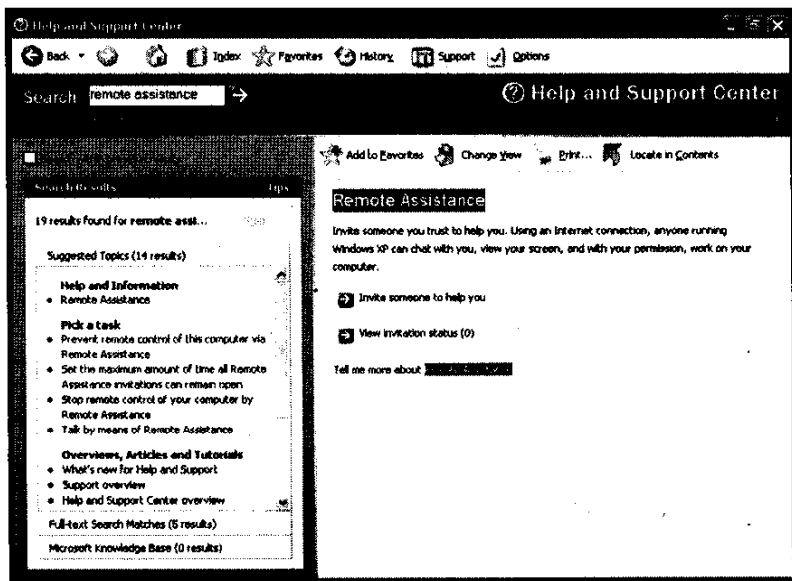 Help and Support Center
Back Index Favorites History Support Options
Search remote assistance
Help and Support Center
Add to Favorites Change View Print... Locate in Contents
Search Results Tips
19 results found for remote assi...
Suggested Topics (14 results)
Help and Information
Remote Assistance
Pick a task
Prevent remote control of this computer via
Remote Assistance
Set the maximum amount of time all Remote
Assistance invitations can remain open
Stop remote control of your computer by
Remote Assistance
Talk by means of Remote Assistance
Overviews, Articles and Tutorials
What's new for Help and Support
Support overview
Help and Support Center overview
Full-text Search Matches (5 results)
Microsoft Knowledge Base (0 results)
Remote Assistance
Invite someone you trust to help you. Using an Internet connection, anyone running
Windows XP can chat with you, view your screen, and with your permission, work on your
computer.
Invite someone to help you
View invitation status (0)
Tell me more about